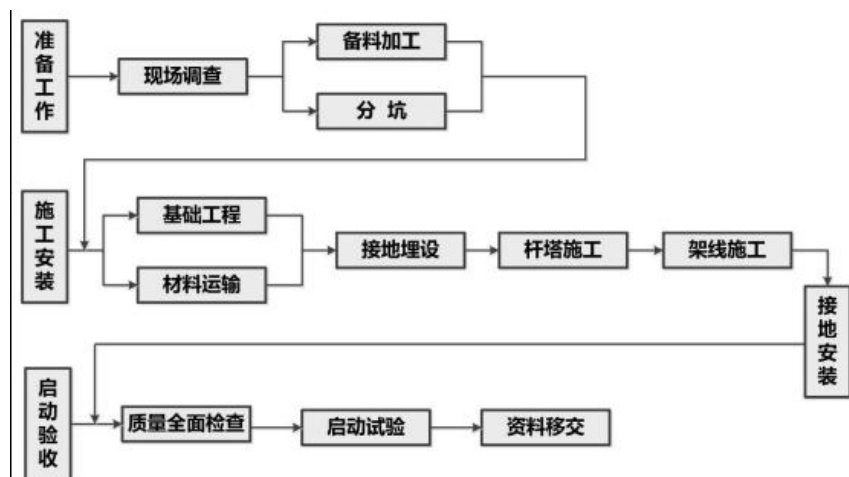 准备工作
现场调查
备料加工
分 坑
施工安装
基础工程
材料运输
接地埋设
杆塔施工
架线施工
接地安装
启动验收
质量全面检查
启动试验
资料移交